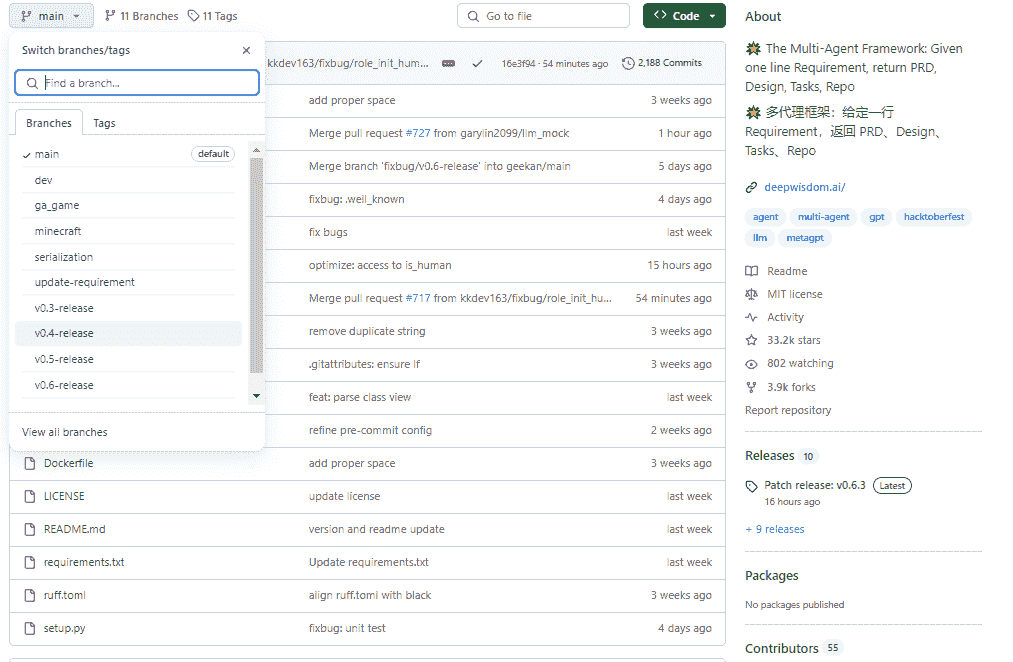 main
11 Branches
11 Tags
Go to file
Code
Switch branches/tags
Find a branch...
Branches
Tags
main
default
dev
ga_game
minecraft
serialization
update-requirement
v0.3-release
v0.4-release
v0.5-release
v0.6-release
View all branches
kkdev163/fixbug/role_init_hum...
16e3f94 · 54 minutes ago
2,188 Commits
add proper space
3 weeks ago
Merge pull request #727 from garylin2099/llm_mock
1 hour ago
Merge branch 'fixbug/v0.6-release' into geekan/main
5 days ago
fixbug: .well_known
4 days ago
fix bugs
last week
optimize: access to is_human
15 hours ago
Merge pull request #717 from kkdev163/fixbug/role_init_hu...
54 minutes ago
remove duplicate string
3 weeks ago
.gitattributes: ensure lf
3 weeks ago
feat: parse class view
last week
refine pre-commit config
2 weeks ago
Dockerfile
add proper space
3 weeks ago
LICENSE
update license
last week
README.md
version and readme update
last week
requirements.txt
Update requirements.txt
last week
ruff.toml
align ruff.toml with black
3 weeks ago
setup.py
fixbug: unit test
4 days ago
About
🌟 The Multi-Agent Framework: Given
one line Requirement, return PRD,
Design, Tasks, Repo
🌟 多代理框架：给定一行
Requirement，返回 PRD、Design、
Tasks、Repo
deepwisdom.ai/
agent
multi-agent
gpt
hacktoberfest
llm
metagpt
Readme
MIT license
Activity
33.2k stars
802 watching
3.9k forks
Report repository
Releases 10
Patch release: v0.6.3
Latest
16 hours ago
+ 9 releases
Packages
No packages published
Contributors 55